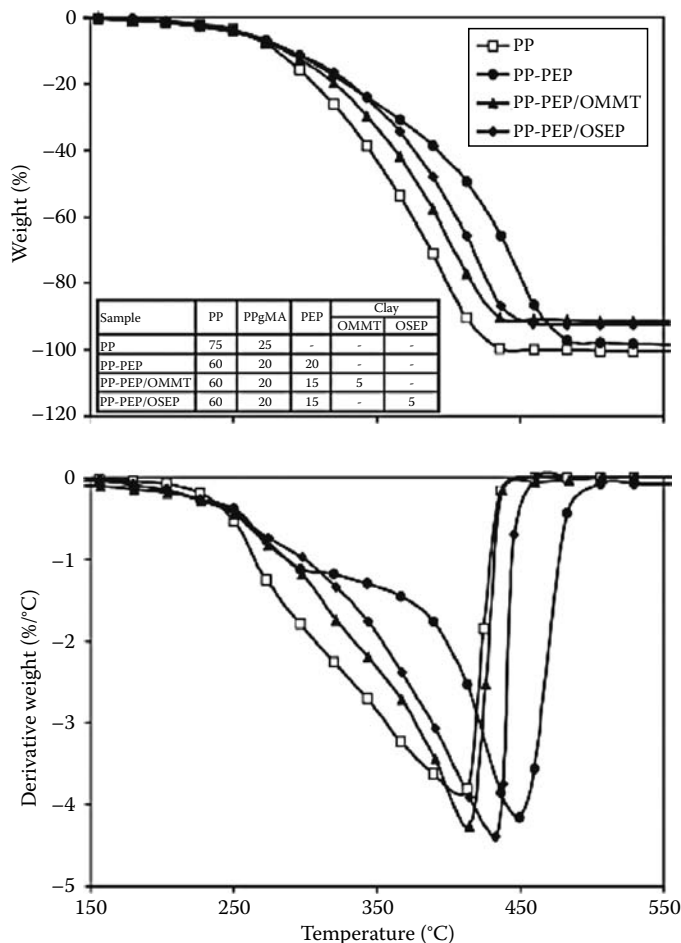 0
−20
−40
−60
−80
−100
−120
Weight (%)
PP
PP-PEP
PP-PEP/OMMT
PP-PEP/OSEP
Sample PP PPgMA PEP Clay
OMMT OSEP
PP 75 25 - - -
PP-PEP 60 20 20 - -
PP-PEP/OMMT 60 20 15 5 -
PP-PEP/OSEP 60 20 15 - 5
0
−1
−2
−3
−4
−5
Derivative weight (%/°C)
150 250 350 450 550
Temperature (°C)